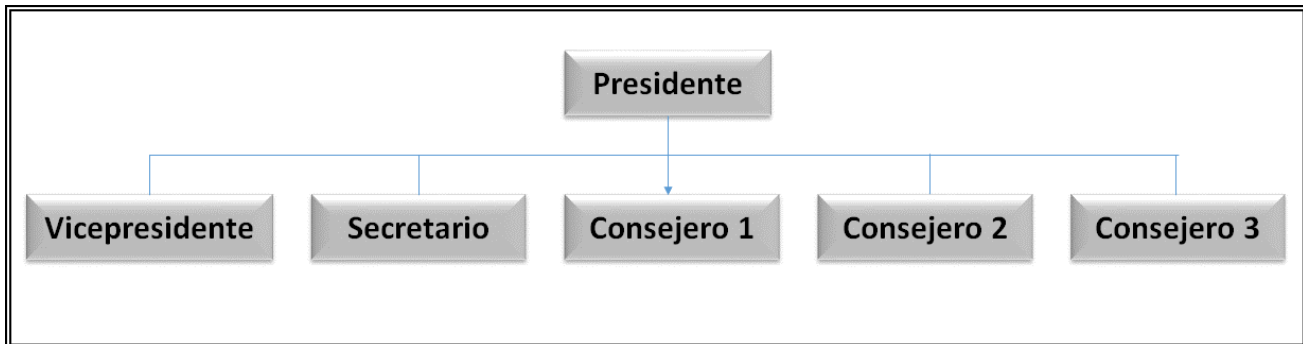 Presidente
Vicepresidente
Secretario
Consejero 1
Consejero 2
Consejero 3